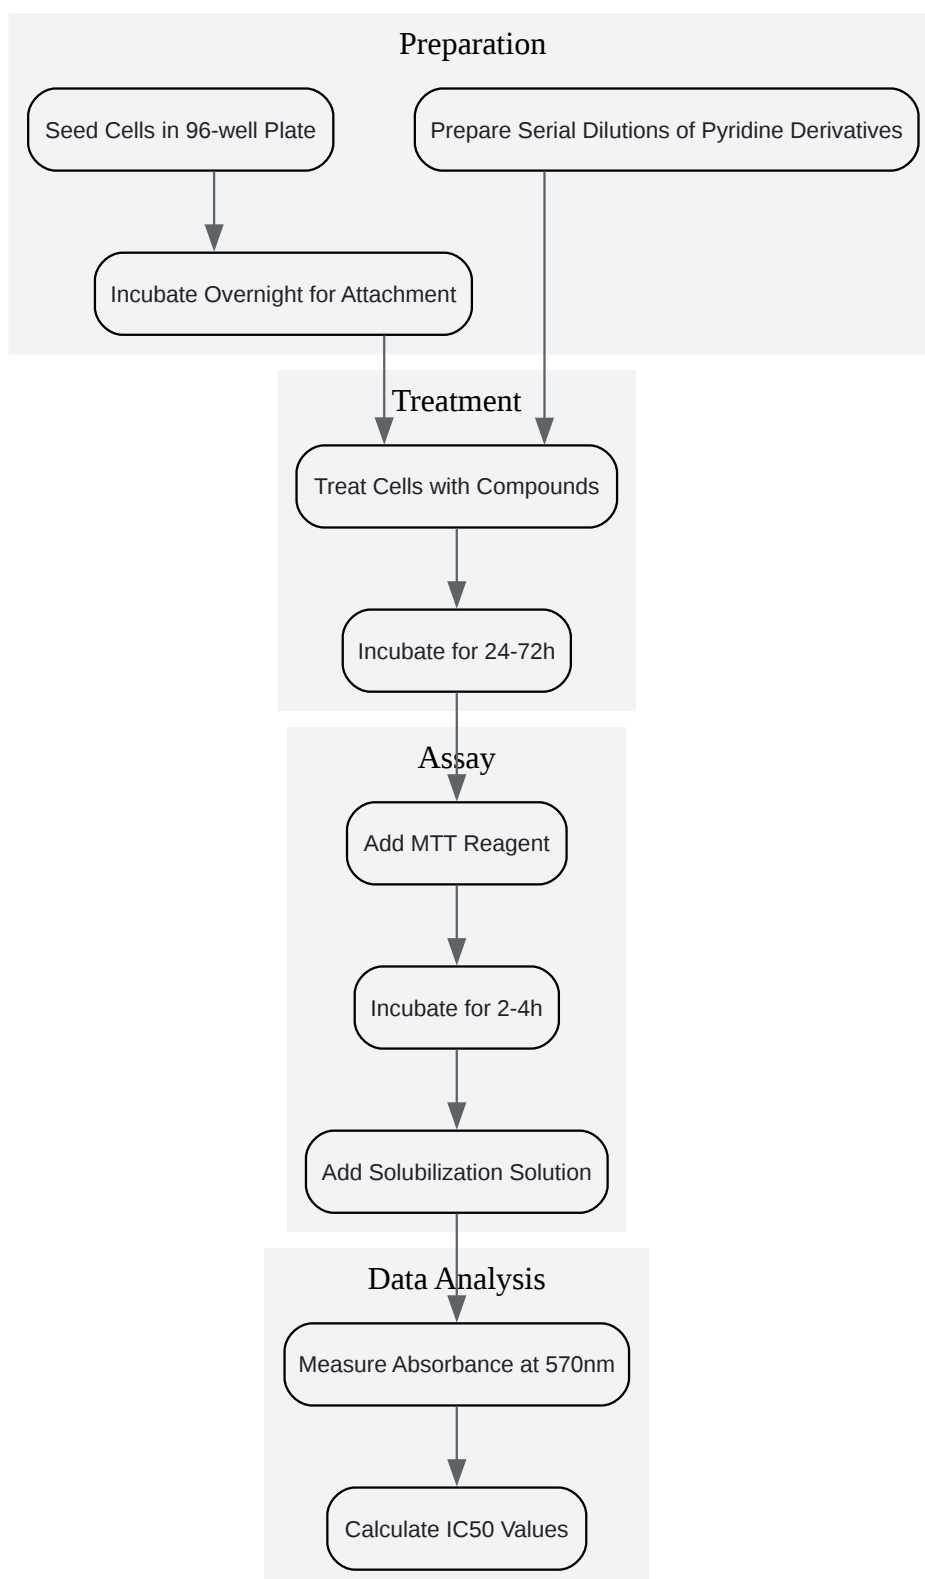 Preparation
Seed Cells in 96-well Plate
Prepare Serial Dilutions of Pyridine Derivatives
Incubate Overnight for Attachment
Treatment
Treat Cells with Compounds
Incubate for 24-72h
Assay
Add MTT Reagent
Incubate for 2-4h
Add Solubilization Solution
Data Analysis
Measure Absorbance at 570nm
Calculate IC50 Values